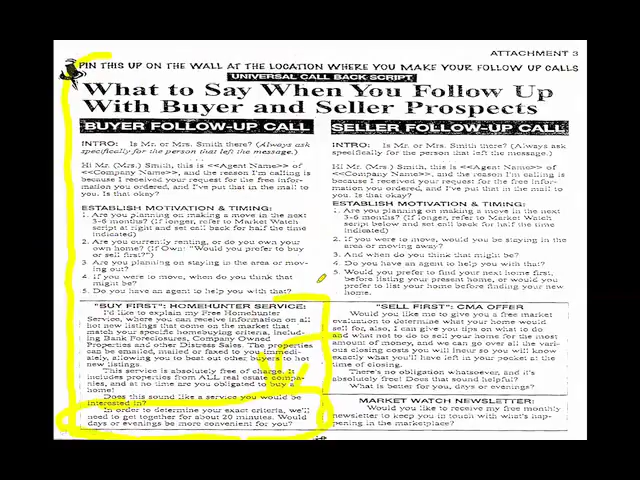 ATTACHMENT 3
PIN THIS UP ON THE WALL AT THE LOCATION WHERE YOU MAKE YOUR FOLLOW UP CALLS
UNIVERSAL CALL BACK SCRIPT
What to Say When You Follow Up
With Buyer and Seller Prospects
BUYER FOLLOW-UP CALL
INTRO: Is Mr. or Mrs. Smith there? (Always ask
specifically for the person that left the message.)
Hi Mr. (Mrs.) Smith, this is <<Agent Name>> of
<<Company Name>>, and the reason I'm calling is
because I received your request for the free infor-
mation you ordered, and I've put that in the mail to
you. Is that okay?
ESTABLISH MOTIVATION & TIMING:
1. Are you planning on making a move in the next
3-6 months? (If longer, refer to Market Watch
script at right and set call back for half the time
indicated)
2. Are you currently renting, or do you own your
own home? (If Own: "Would you prefer to buy
or sell first?")
3. Are you planning on staying in the area or mov-
ing out?
4. If you were to move, when do you think that
might be?
5. Do you have an agent to help you with that?
"BUY FIRST": HOMEHUNTER SERVICE:
I'd like to explain my Free Homehunter
Service, where you can receive information on all
hot new listings that come on the market that
match your specific homebuying criteria, includ-
ing Bank Foreclosures, Company Owned
Properties and other Distress Sales. The properties
can be emailed, mailed or faxed to you immedi-
ately, allowing you to beat out other buyers to hot
new listings.
This service is absolutely free of charge. It
includes properties from ALL real estate compa-
nies, and at no time are you obligated to buy a
home!
Does this sound like a service you would be
interested in?
In order to determine your exact criteria, we'll
need to get together for about 20 minutes. Would
days or evenings be more convenient for you?
SELLER FOLLOW-UP CALL
INTRO: Is Mr. or Mrs. Smith there? (Always ask
specifically for the person that left the message.)
Hi Mr. (Mrs.) Smith, this is <<Agent Name>> of
<<Company Name>>, and the reason I'm calling is
because I received your request for the free infor-
mation you ordered, and I've put that in the mail to
you. Is that okay?
ESTABLISH MOTIVATION & TIMING:
1. Are you planning on making a move in the next
3-6 months? (If longer, refer to Market Watch
script below and set call back for half the time
indicated)
2. If you were to move, would you be staying in the
area or moving away?
3. And when do you think that might be?
4. Do you have an agent to help you with that?
5. Would you prefer to find your next home first,
before listing your present home, or would you
prefer to list your home before finding your new
home.
"SELL FIRST": CMA OFFER
Would you like me to give you a free market
evaluation to determine what your home would
sell for, also, I can give you tips on what to do
and what not to do to sell your home for the most
amount of money, and we can go over all the vari-
ous closing costs you will incur so you will know
exactly what you'll have left in your pocket at the
time of closing.
There's no obligation whatsoever, and it's
absolutely free! Does that sound helpful?
What is better for you, days or evenings?
MARKET WATCH NEWSLETTER:
Would you like to receive my free monthly
newsletter to keep you in touch with what's hap-
pening in the marketplace?